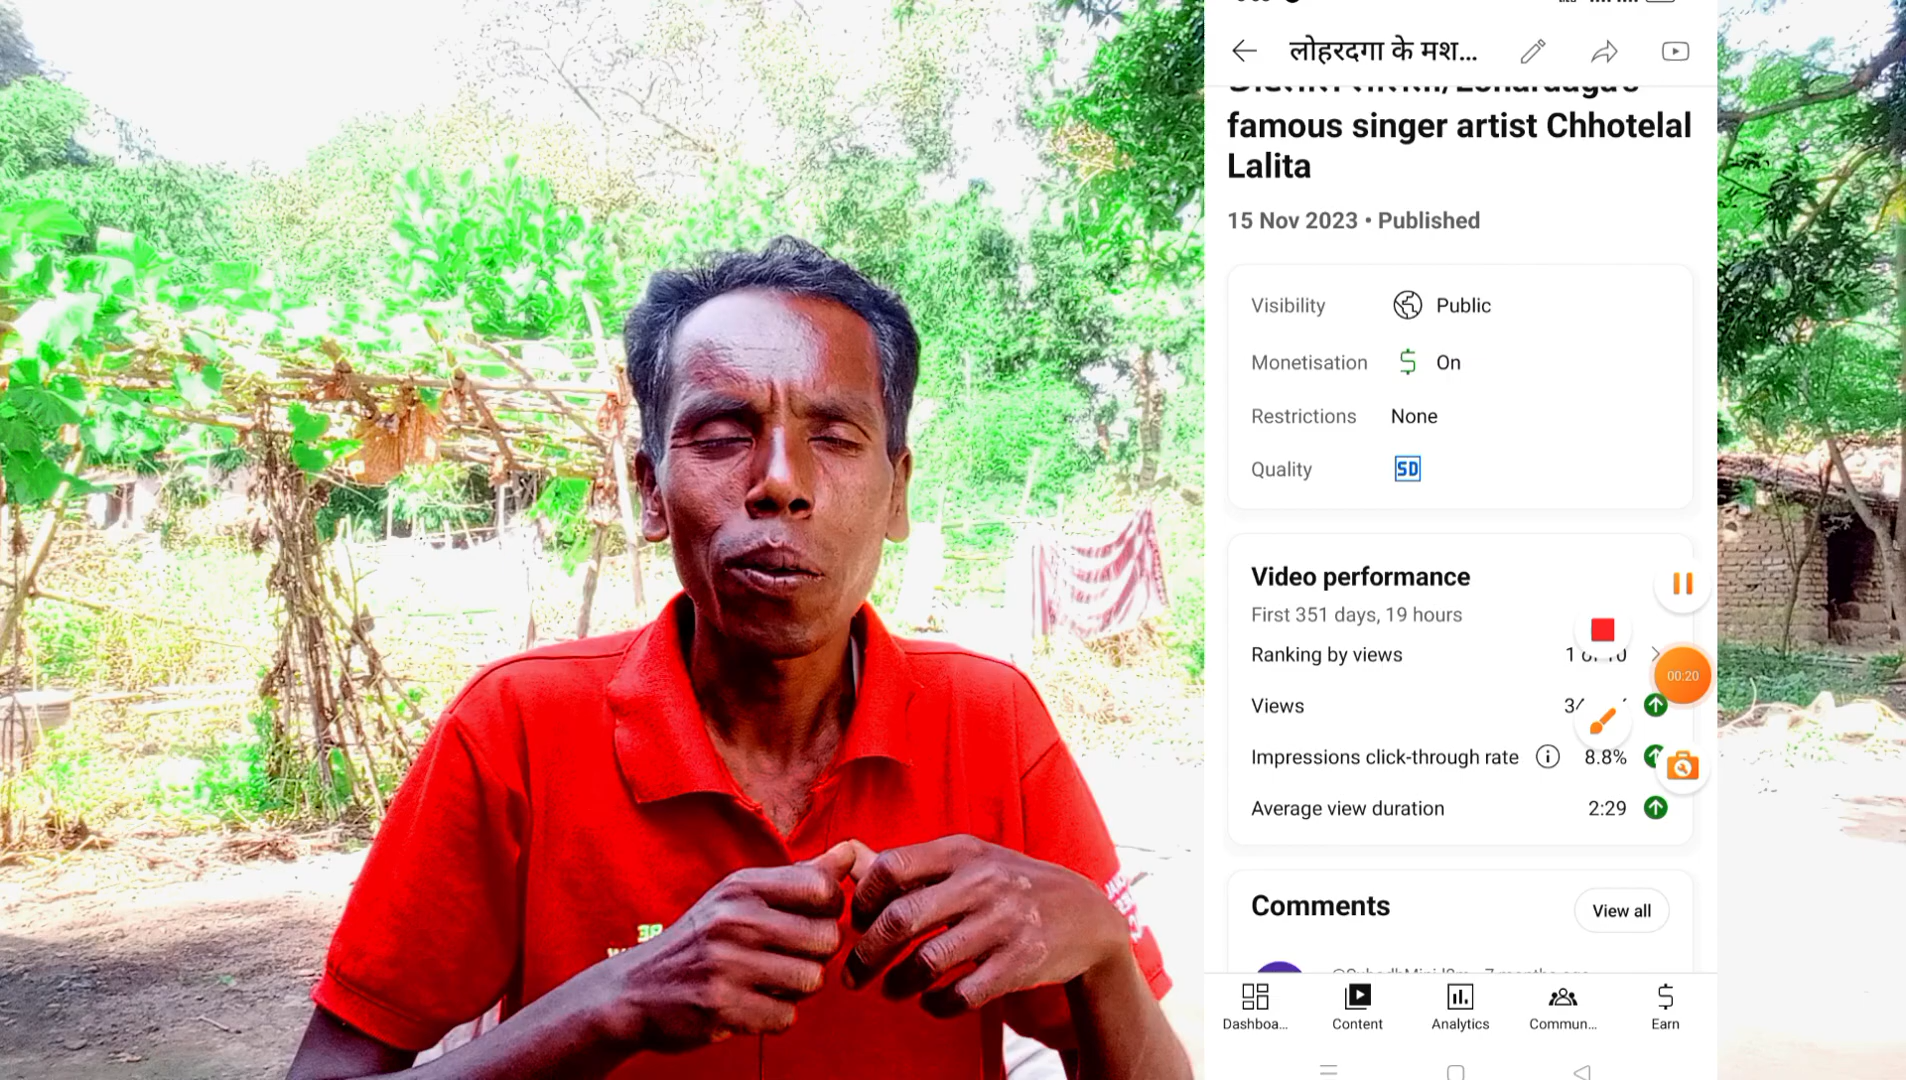 लोहरदगा के मश...
famous singer artist Chhotelal
Lalita
15 Nov 2023 • Published
Visibility Public
Monetisation On
Restrictions None
Quality SD
Video performance
First 351 days, 19 hours
Ranking by views
Views
00:20
Impressions click-through rate 8.8%
Average view duration 2:29
Comments View all
Dashboa... Content Analytics Commun... Earn